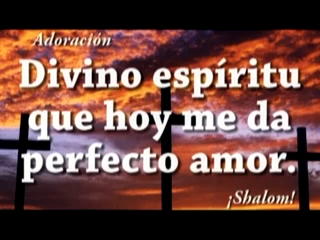 Adoración
Divino espíritu
que hoy me da
perfecto amor.
¡Shalom!